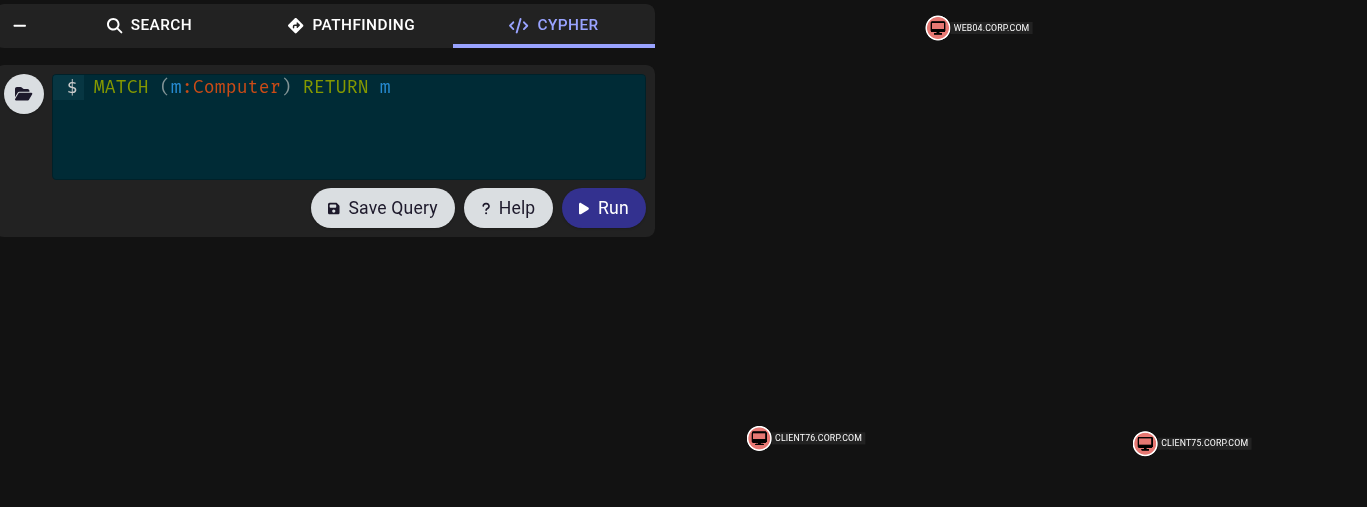 SEARCH
PATHFINDING
</> CYPHER
$ MATCH (m:Computer) RETURN m
Save Query
? Help
Run
WEB04.CORP.COM
CLIENT76.CORP.COM
CLIENT75.CORP.COM